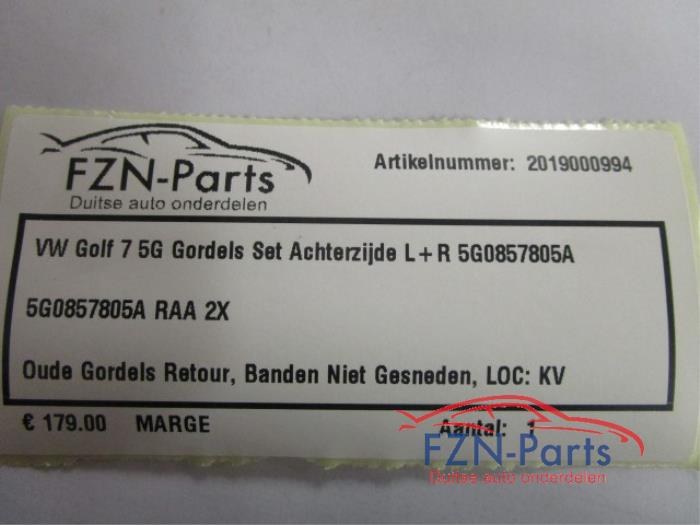 FZN-Parts
Duitse auto onderdelen
Artikelnummer: 2019000994
VW Golf 7 5G Gordels Set Achterzijde L+R 5G0857805A
5G0857805A RAA 2X
Oude Gordels Retour, Banden Niet Gesneden, LOC: KV
€ 179.00 MARGE Aantal: 1
FZN-Parts
Duitse auto onderdelen